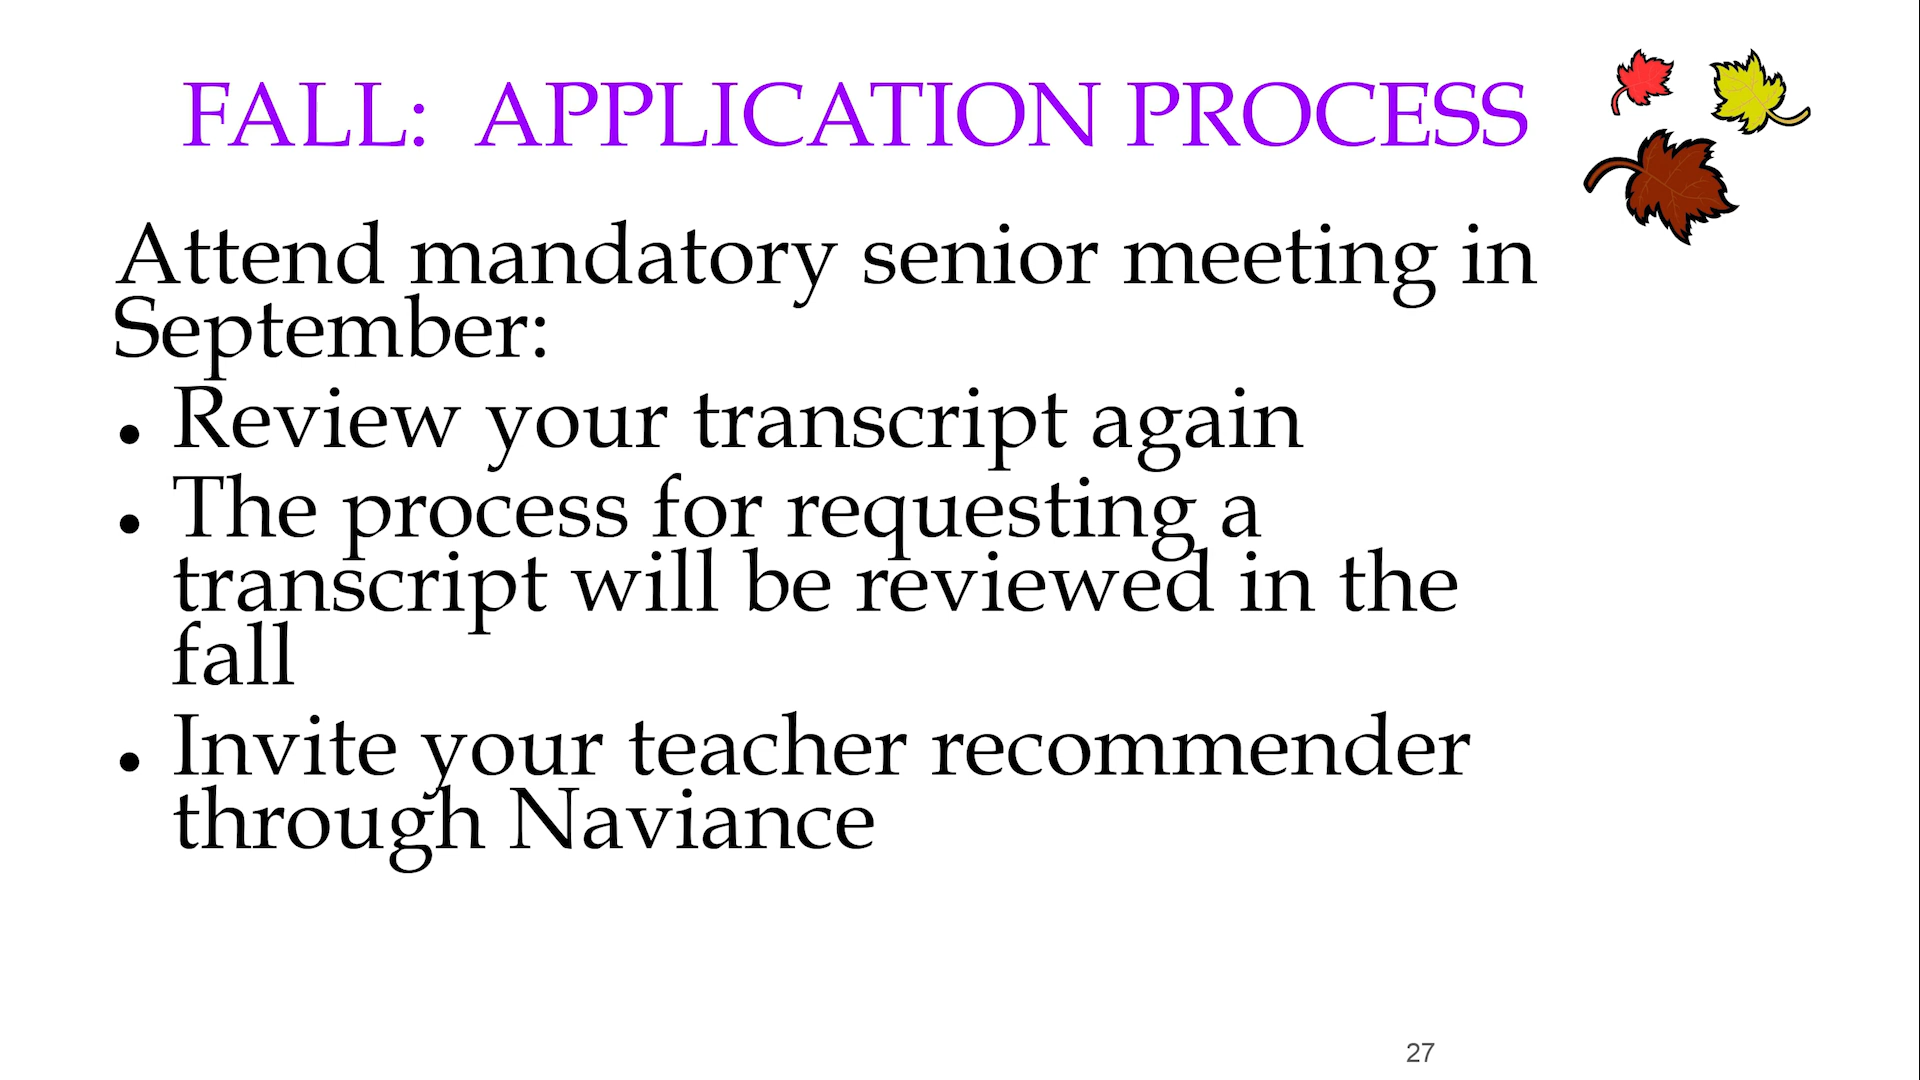 FALL:  APPLICATION PROCESS
Attend mandatory senior meeting in
September:
• Review your transcript again
• The process for requesting a
transcript will be reviewed in the
fall
• Invite your teacher recommender
through Naviance
27